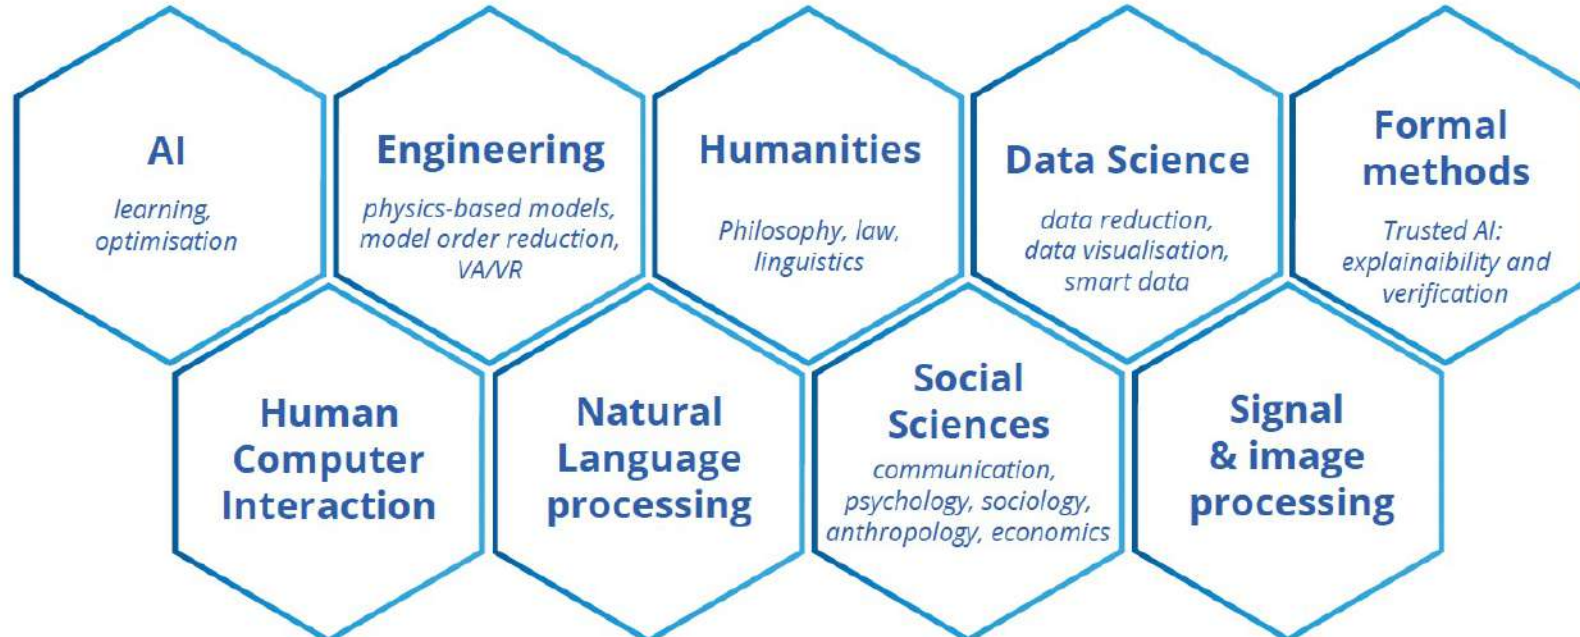 AI
learning,
optimisation
Engineering
physics-based models,
model order reduction,
VA/VR
Humanities
Philosophy, law,
linguistics
Data Science
data reduction,
data visualisation,
smart data
Formal
methods
Trusted AI:
explainaibility and
verification
Human
Computer
Interaction
Natural
Language
processing
Social
Sciences
communication,
psychology, sociology,
anthropology, economics
Signal
& image
processing